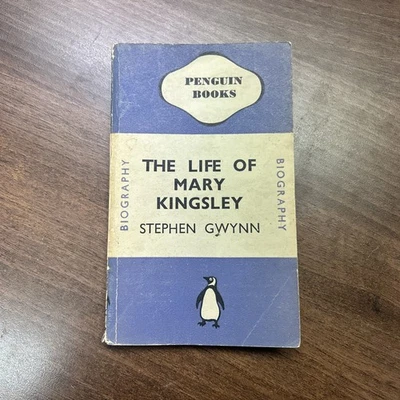 PENGUIN
BOOKS
BIOGRAPHY
THE LIFE OF
MARY
KINGSLEY
STEPHEN GWYNN
BIOGRAPHY